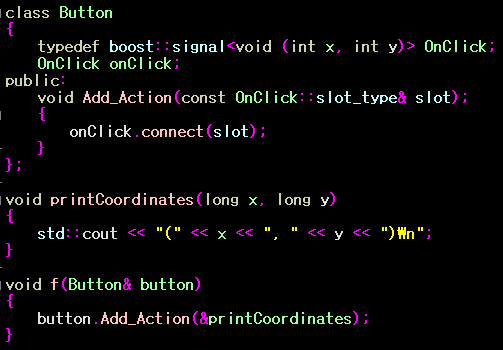 class Button
{
    typedef boost::signal<void (int x, int y)> OnClick;
    OnClick onClick;
public:
    void Add_Action(const OnClick::slot_type& slot);
    {
        onClick.connect(slot);
    }
};

void printCoordinates(long x, long y)
{
    std::cout << "(" << x << ", " << y << ")₩n";
}

void f(Button& button)
{
    button.Add_Action(&printCoordinates);
}